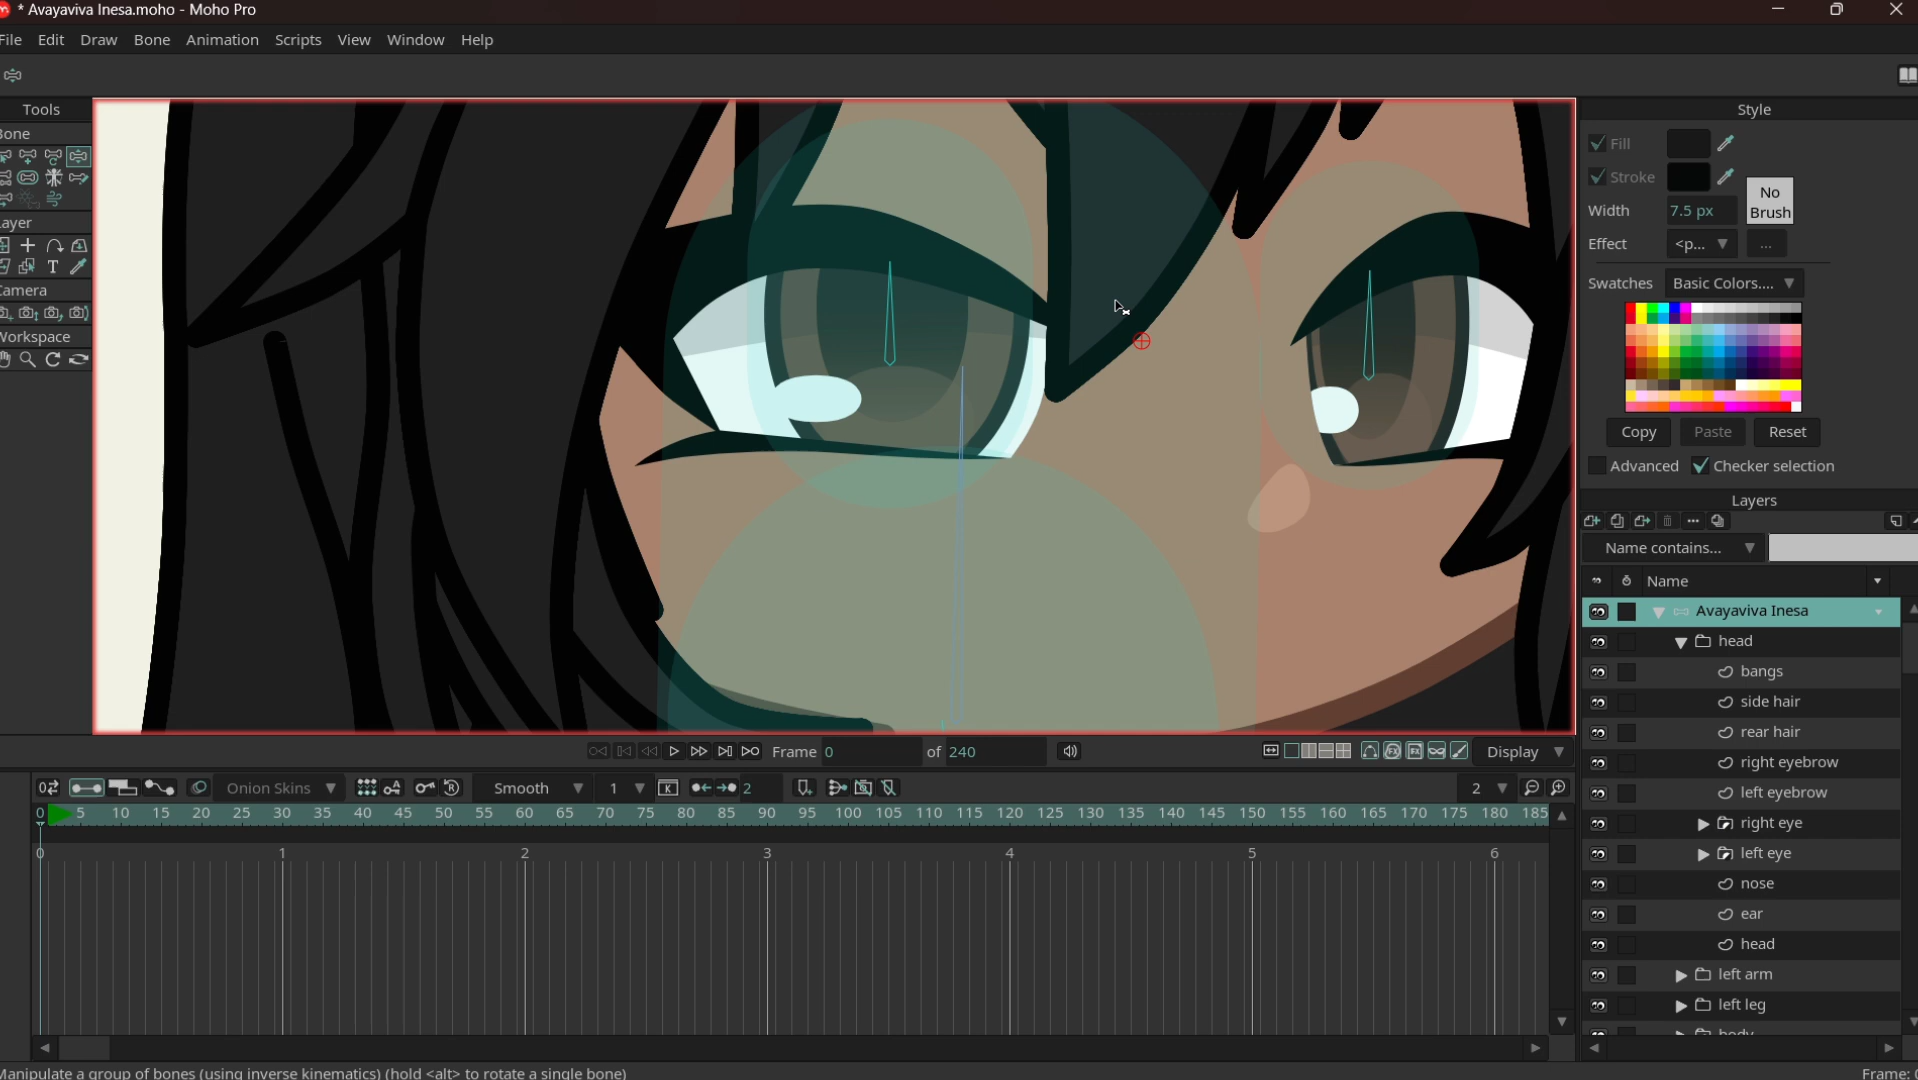 * Avayaviva Inesa.moho - Moho Pro
File Edit Draw Bone Animation Scripts View Window Help
Tools
Bone
Layer
T
Camera
Workspace
Style
Fill
Stroke
No
Brush
Width 7.5 px
Effect <p... ...
Swatches Basic Colors....
Copy Paste Reset
Advanced Checker selection
Layers
Name contains...
Name
Avayaviva Inesa
head
bangs
side hair
rear hair
right eyebrow
left eyebrow
right eye
left eye
nose
ear
head
left arm
left leg
body
Frame 0 of 240 Display
Onion Skins Smooth 1 2 2
0 5 10 15 20 25 30 35 40 45 50 55 60 65 70 75 80 85 90 95 100 105 110 115 120 125 130 135 140 145 150 155 160 165 170 175 180 185
0 1 2 3 4 5 6
Manipulate a group of bones (using inverse kinematics) (hold <alt> to rotate a single bone)
Frame: 0